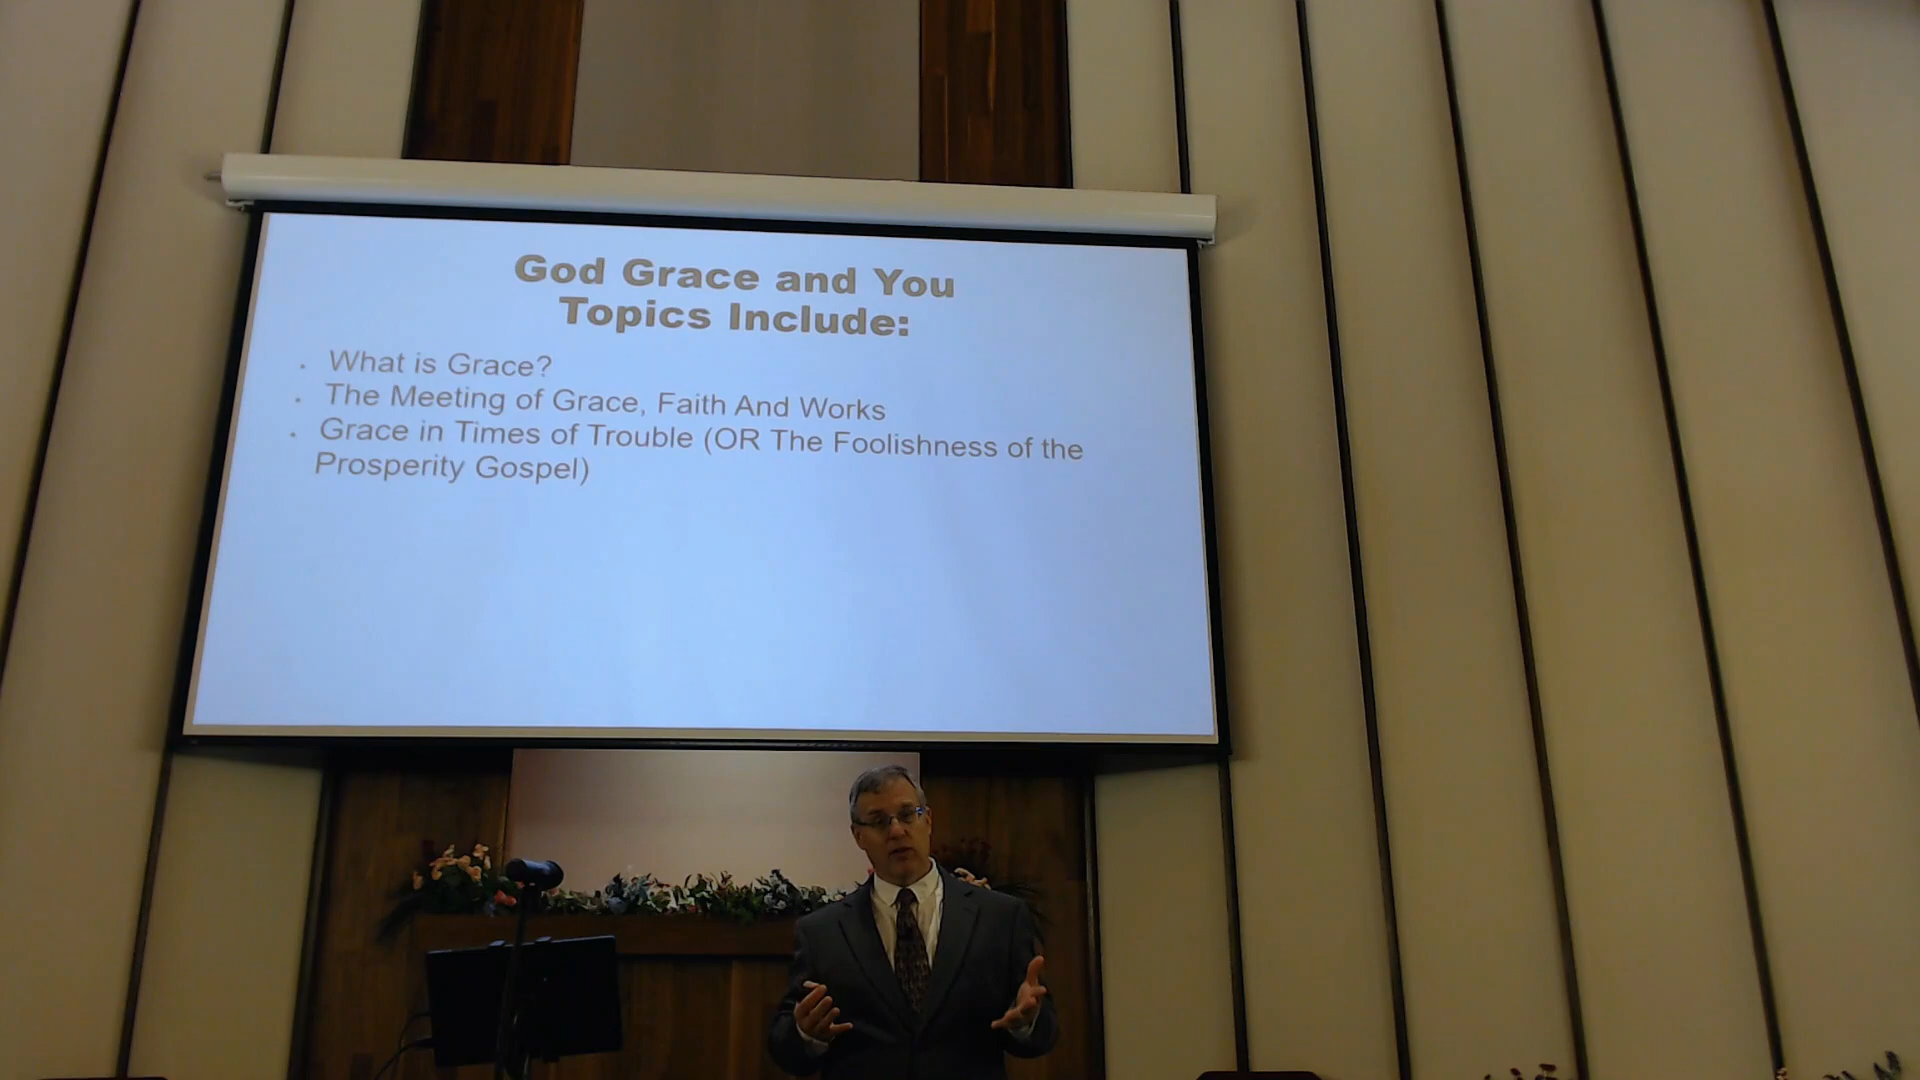 God Grace and You
Topics Include:
. What is Grace?
. The Meeting of Grace, Faith And Works
. Grace in Times of Trouble (OR The Foolishness of the
Prosperity Gospel)